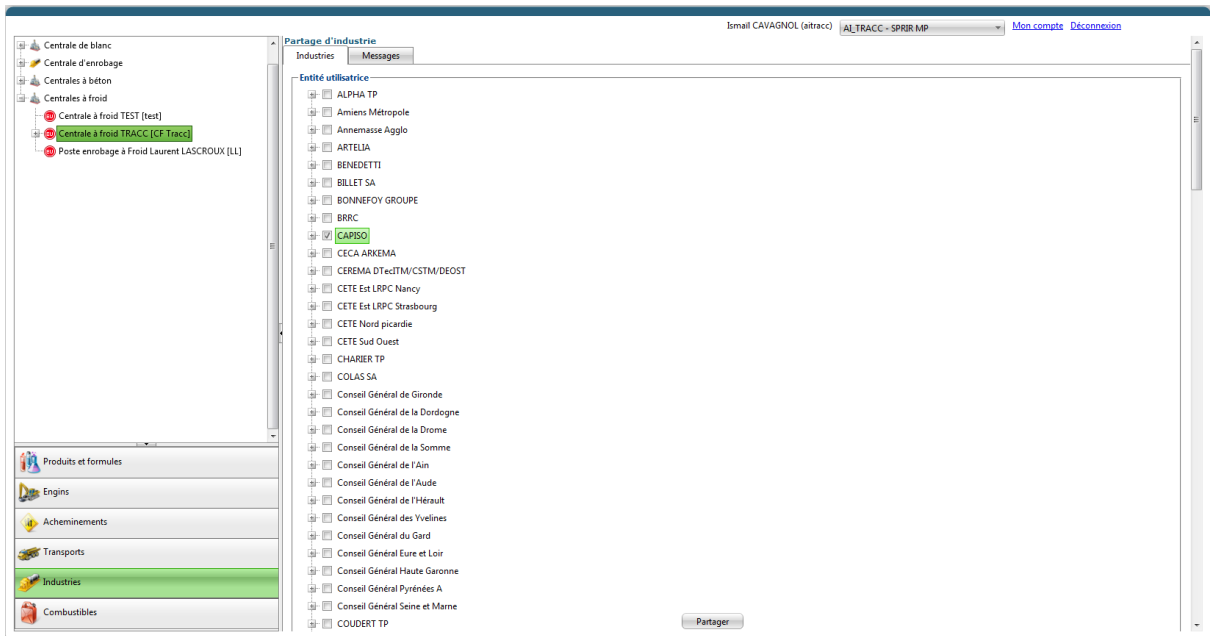 Ismaïl CAVAGNOL (aitracc) AI_TRACC - SPRIR MP Mon compte Déconnexion
Centrale de blanc
Centrale d'enrobage
Centrales à béton
Centrales à froid
Centrale à froid TEST [test]
Centrale à froid TRACC [CF Tracc]
Poste enrobage à Froid Laurent LASCROUX [LL]
Produits et formules
Engins
Acheminements
Transports
Industries
Combustibles
Partage d'industrie
Industries Messages
Entité utilisatrice
ALPHA TP
Amiens Métropole
Annemasse Agglo
ARTELIA
BENEDETTI
BILLET SA
BONNEFOY GROUPE
BRRC
CAPISO
CECA ARKEMA
CEREMA DTecITM/CSTM/DEOST
CETE Est LRPC Nancy
CETE Est LRPC Strasbourg
CETE Nord picardie
CETE Sud Ouest
CHARIER TP
COLAS SA
Conseil Général de Gironde
Conseil Général de la Dordogne
Conseil Général de la Drome
Conseil Général de la Somme
Conseil Général de l'Ain
Conseil Général de l'Aude
Conseil Général de l'Hérault
Conseil Général des Yvelines
Conseil Général du Gard
Conseil Général Eure et Loir
Conseil Général Haute Garonne
Conseil Général Pyrénées A
Conseil Général Seine et Marne
COUDERT TP
Partager